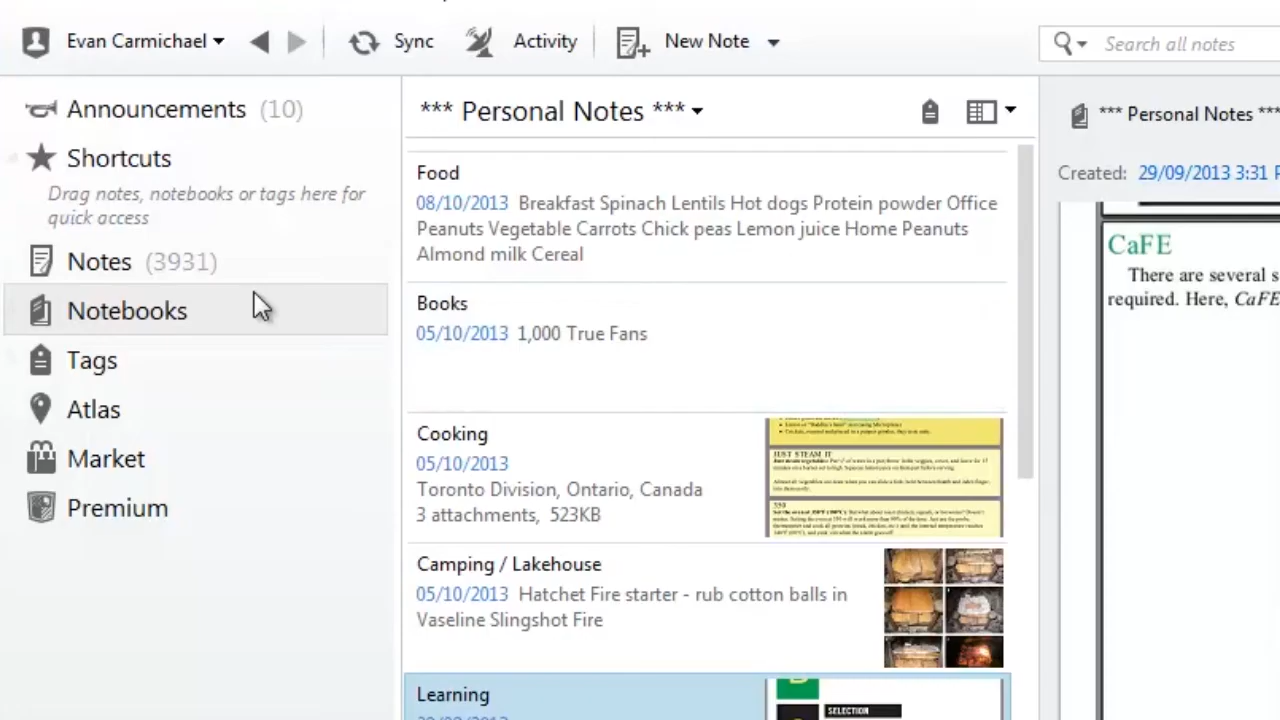 Evan Carmichael
Sync
Activity
New Note
Search all notes
Announcements (10)
Shortcuts
Drag notes, notebooks or tags here for
quick access
Notes (3931)
Notebooks
Tags
Atlas
Market
Premium
*** Personal Notes ***
Food
08/10/2013 Breakfast Spinach Lentils Hot dogs Protein powder Office
Peanuts Vegetable Carrots Chick peas Lemon juice Home Peanuts
Almond milk Cereal
Books
05/10/2013 1,000 True Fans
Cooking
05/10/2013
Toronto Division, Ontario, Canada
3 attachments, 523KB
JUST STEAM IT
350
Camping / Lakehouse
05/10/2013 Hatchet Fire starter - rub cotton balls in
Vaseline Slingshot Fire
Learning
SELECTION
*** Personal Notes ***
Created: 29/09/2013 3:31 P
CaFE
There are several s
required. Here, CaFE